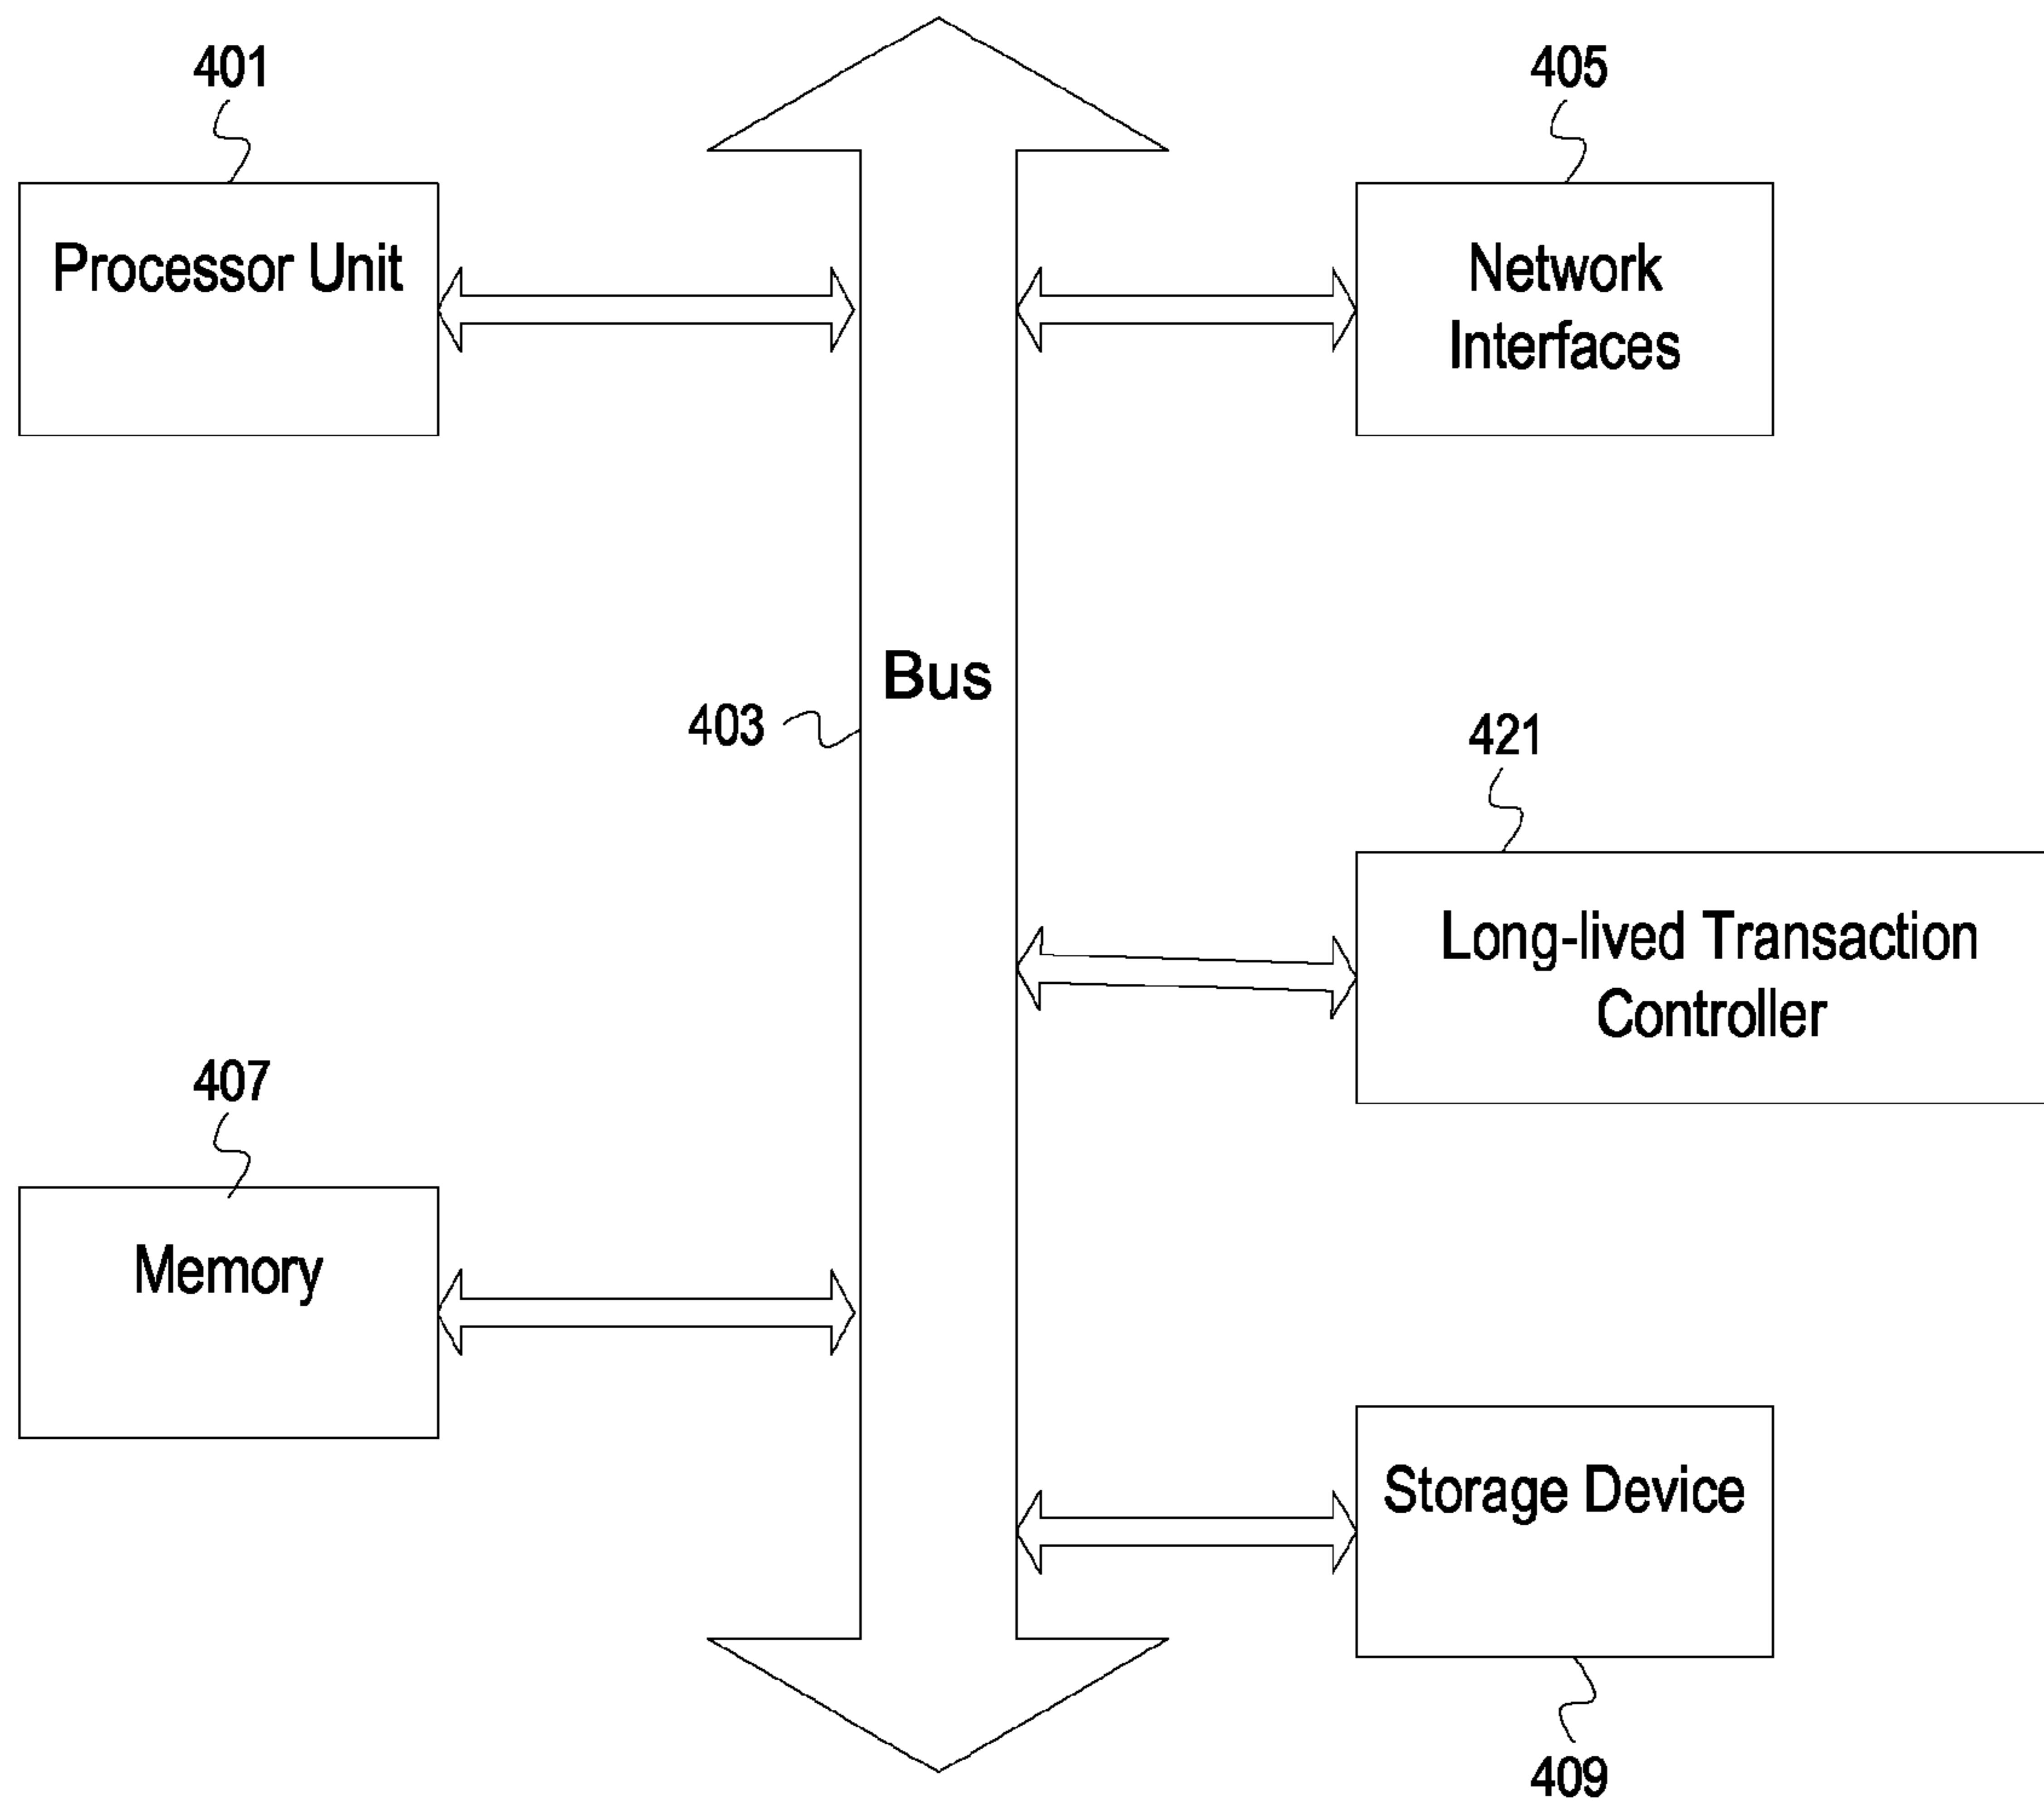 401
Processor Unit
405
Network
Interfaces
Bus
403
421
Long-lived Transaction
Controller
407
Memory
Storage Device
409